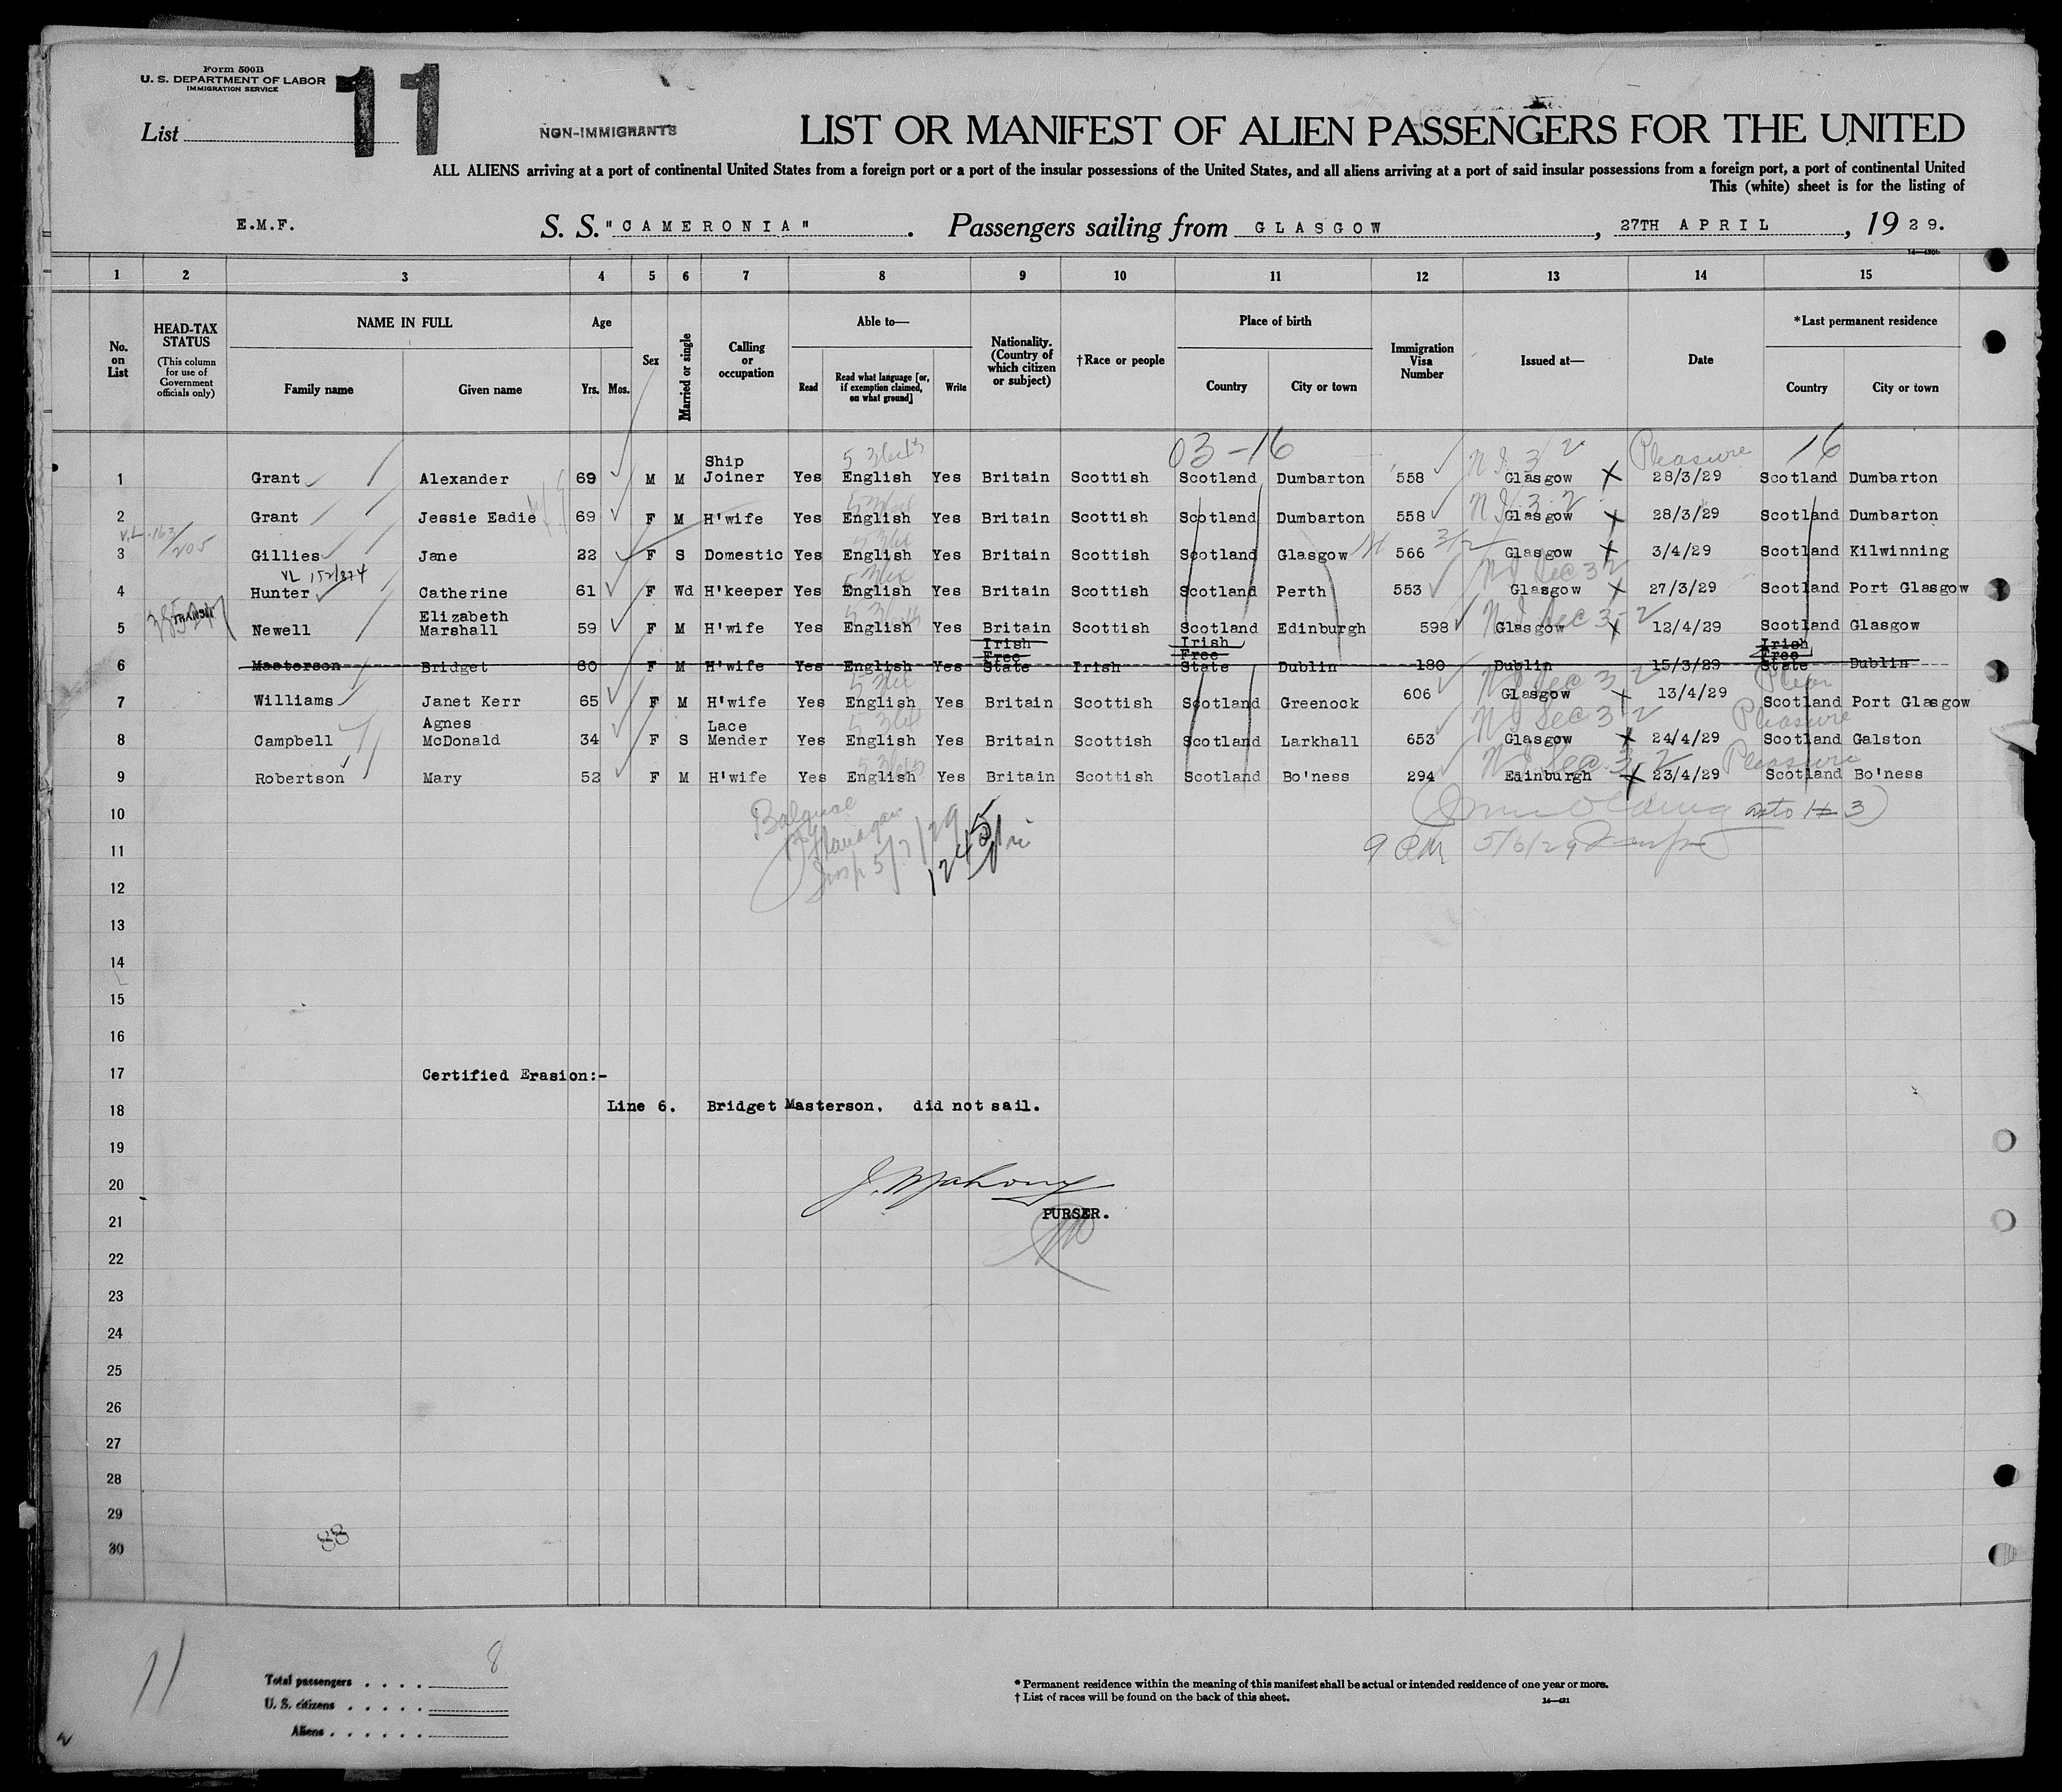 Form 500B
U. S. DEPARTMENT OF LABOR
IMMIGRATION SERVICE
11
List
NON-IMMIGRANTS
LIST OR MANIFEST OF ALIEN PASSENGERS FOR THE UNITED
ALL ALIENS arriving at a port of continental United States from a foreign port or a port of the insular possessions of the United States, and all aliens arriving at a port of said insular possessions from a foreign port, a port of continental United
This (white) sheet is for the listing of
E.M.F. S. S. "CAMERONIA". Passengers sailing from GLASGOW, 27TH APRIL, 1929.
1 2 3 4 5 6 7 8 9 10 11 12 13 14 15
No. on List
HEAD-TAX STATUS
(This column for use of Government officials only)
NAME IN FULL
Family name Given name
Age
Yrs. Mos.
Sex
Married or single
Calling or occupation
Able to—
Read Read what language [or, if exemption claimed, on what ground] Write
Nationality. (Country of which citizen or subject)
†Race or people
Place of birth
Country City or town
Immigration Visa Number
Issued at—
Date
*Last permanent residence
Country City or town
03-16 Pleasure 16
1 Grant Alexander 69 M M Ship Joiner Yes English Yes Britain Scottish Scotland Dumbarton 558 Glasgow X 28/3/29 Scotland Dumbarton
2 Grant Jessie Eadie 69 F M H'wife Yes English Yes Britain Scottish Scotland Dumbarton 558 Glasgow X 28/3/29 Scotland Dumbarton
3 Gillies Jane 22 F S Domestic Yes English Yes Britain Scottish Scotland Glasgow 566 Glasgow X 3/4/29 Scotland Kilwinning
4 Hunter Catherine 61 F Wd H'keeper Yes English Yes Britain Scottish Scotland Perth 553 Glasgow X 27/3/29 Scotland Port Glasgow
5 TRANSIT Newell Elizabeth Marshall 59 F M H'wife Yes English Yes Britain Scottish Scotland Edinburgh 598 Glasgow X 12/4/29 Scotland Glasgow
6 Masterson Bridget 60 F M H'wife Yes English Yes Irish Free State Irish Irish Free State Dublin 180 Dublin 15/3/29 Irish Free State Dublin
7 Williams Janet Kerr 65 F M H'wife Yes English Yes Britain Scottish Scotland Greenock 606 Glasgow X 13/4/29 Scotland Port Glasgow
8 Campbell Agnes McDonald 34 F S Lace Mender Yes English Yes Britain Scottish Scotland Larkhall 653 Glasgow X 24/4/29 Pleasure Scotland Galston
9 Robertson Mary 52 F M H'wife Yes English Yes Britain Scottish Scotland Bo'ness 294 Edinburgh X 23/4/29 Pleasure Scotland Bo'ness
10
11
12
13
14
15
16
17 Certified Erasion:-
18 Line 6. Bridget Masterson, did not sail.
19
20 J. Mahony
21 PURSER.
22
23
24
25
26
27
28
29
30
88
11
Total passengers . . . . 8
U. S. citizens . . . . .
Aliens . . . . . .
* Permanent residence within the meaning of this manifest shall be actual or intended residence of one year or more.
† List of races will be found on the back of this sheet. 14—431